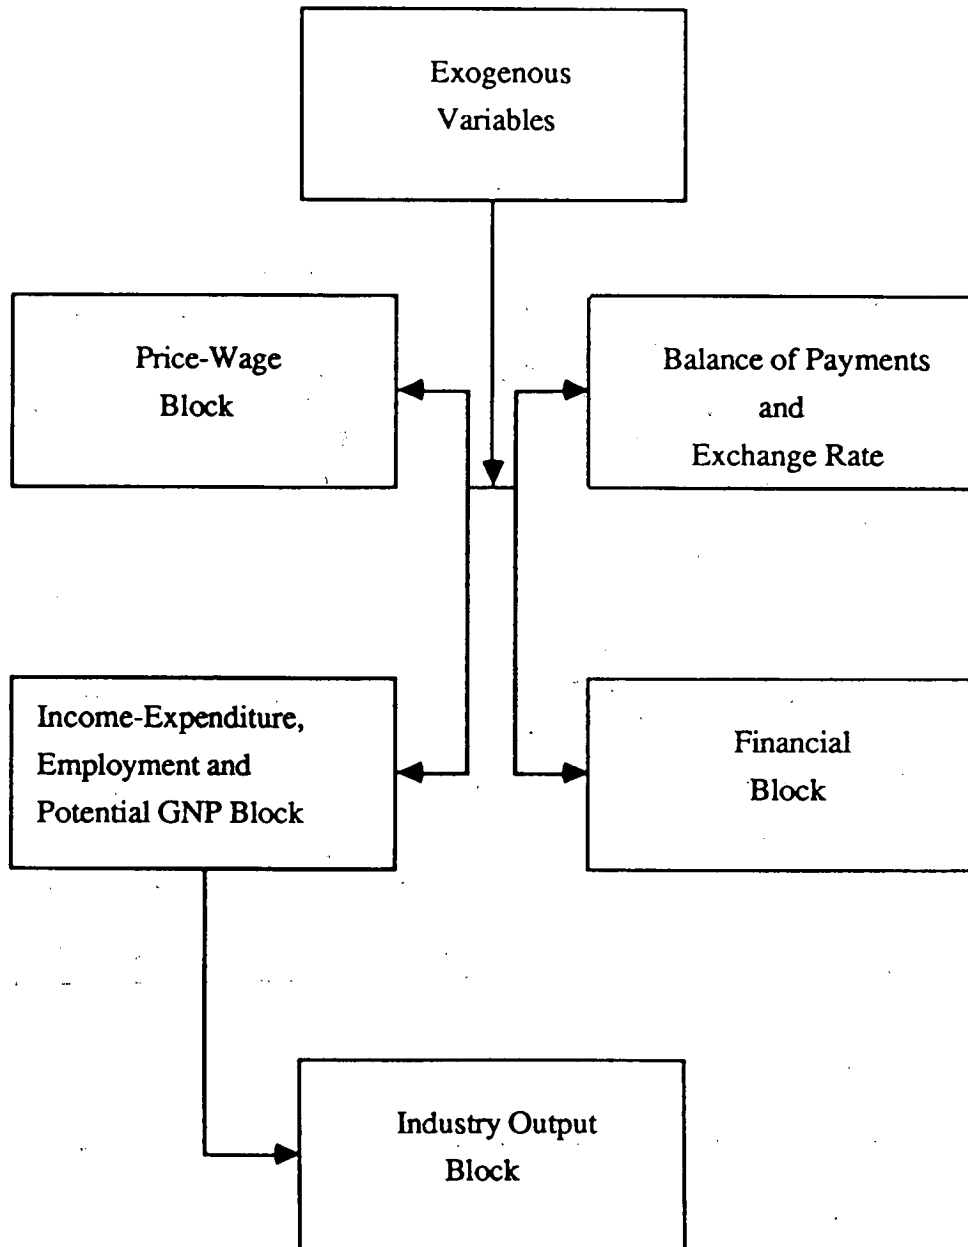 Exogenous
Variables
Price-Wage
Block
Balance of Payments
and
Exchange Rate
Income-Expenditure,
Employment and
Potential GNP Block
Financial
Block
Industry Output
Block